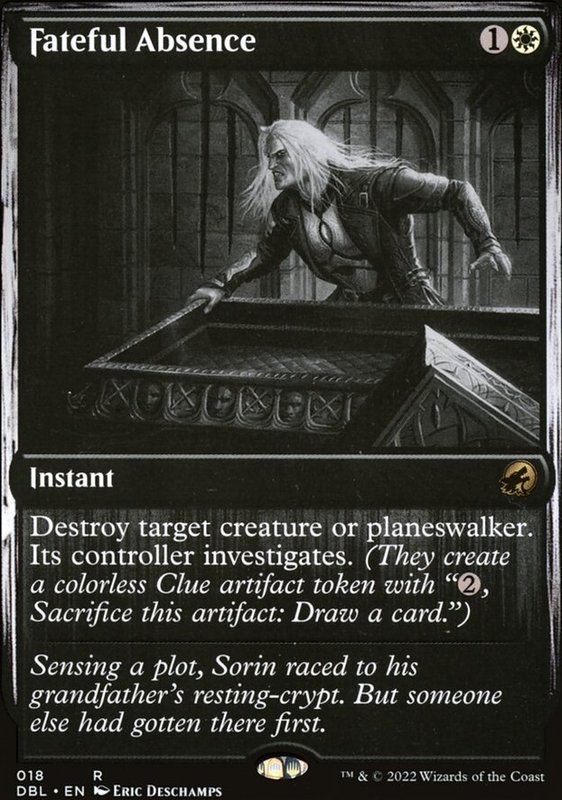 Fateful Absence 1
Instant
Destroy target creature or planeswalker.
Its controller investigates. (They create
a colorless Clue artifact token with “2,
Sacrifice this artifact: Draw a card.”)
Sensing a plot, Sorin raced to his
grandfather’s resting-crypt. But someone
else had gotten there first.
018 R
DBL • EN Eric Deschamps
™ & © 2022 Wizards of the Coast